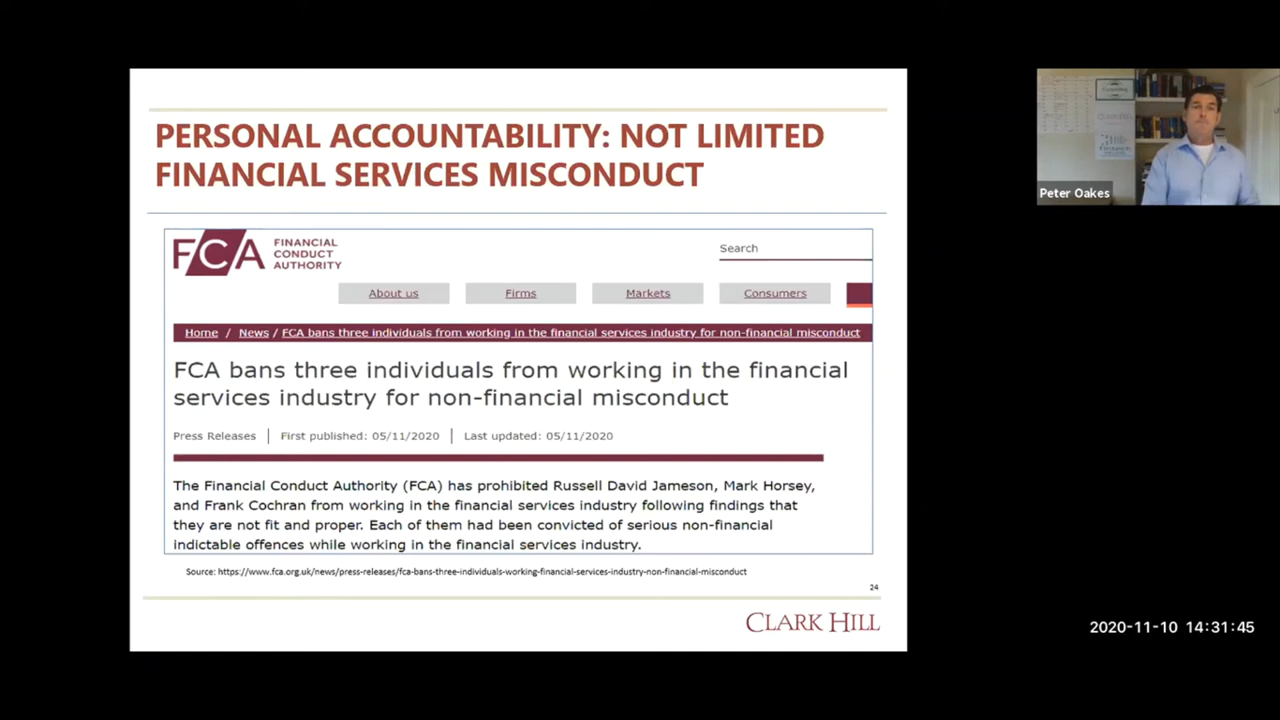 PERSONAL ACCOUNTABILITY: NOT LIMITED
FINANCIAL SERVICES MISCONDUCT
FCA
FINANCIAL
CONDUCT
AUTHORITY
Search
About us
Firms
Markets
Consumers
Home / News / FCA bans three individuals from working in the financial services industry for non-financial misconduct
FCA bans three individuals from working in the financial
services industry for non-financial misconduct
Press Releases | First published: 05/11/2020 | Last updated: 05/11/2020
The Financial Conduct Authority (FCA) has prohibited Russell David Jameson, Mark Horsey,
and Frank Cochran from working in the financial services industry following findings that
they are not fit and proper. Each of them had been convicted of serious non-financial
indictable offences while working in the financial services industry.
Source: https://www.fca.org.uk/news/press-releases/fca-bans-three-individuals-working-financial-services-industry-non-financial-misconduct
24
CLARK HILL
Peter Oakes
2020-11-10 14:31:45